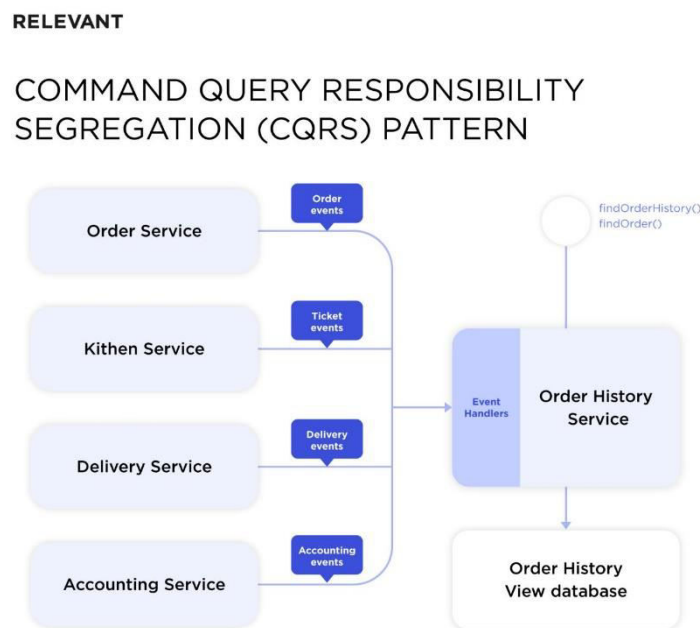 RELEVANT
COMMAND QUERY RESPONSIBILITY
SEGREGATION (CQRS) PATTERN
Order Service
Order
events
findOrderHistory()
findOrder()
Kithen Service
Ticket
events
Event
Handlers
Order History
Service
Delivery Service
Delivery
events
Accounting Service
Accounting
events
Order History
View database